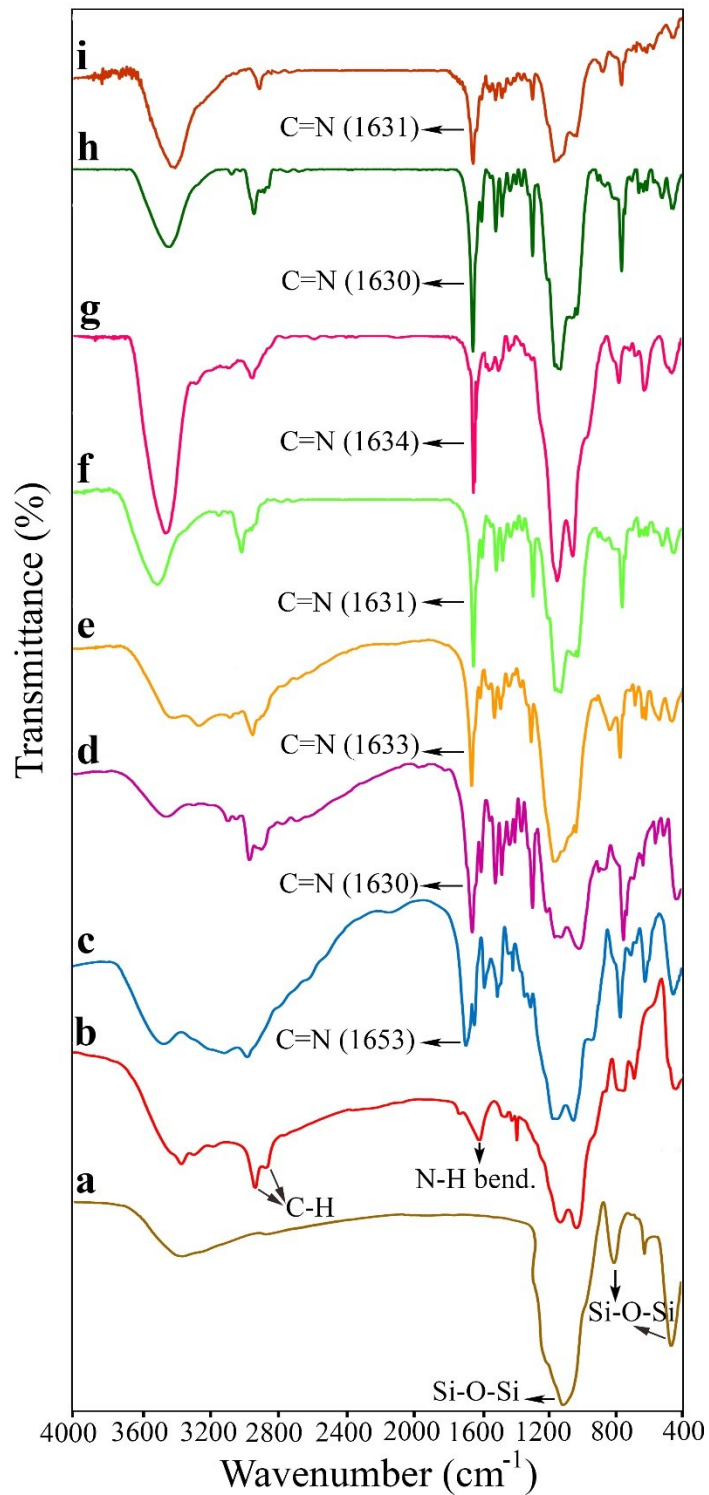 i
C=N (1631)
h
C=N (1630)
g
C=N (1634)
f
C=N (1631)
e
C=N (1633)
d
C=N (1630)
c
C=N (1653)
b
N-H bend.
C-H
a
Si-O-Si
Si-O-Si
Transmittance (%)
4000 3600 3200 2800 2400 2000 1600 1200 800 400
Wavenumber (cm⁻¹)